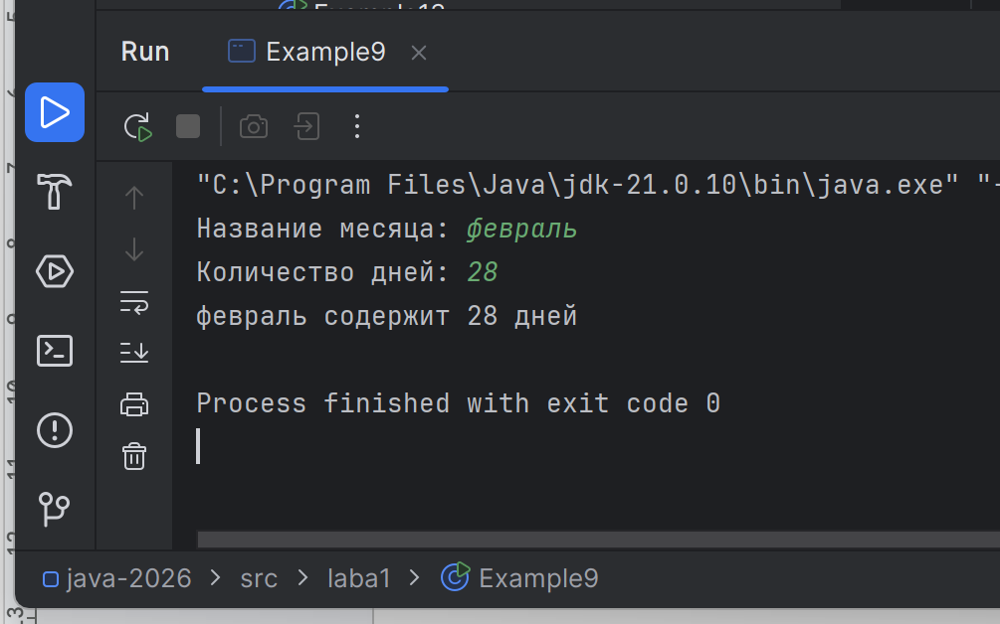 Run
Example9
"C:\Program Files\Java\jdk-21.0.10\bin\java.exe" "-
Название месяца: февраль
Количество дней: 28
февраль содержит 28 дней
Process finished with exit code 0
java-2026 > src > laba1 > Example9